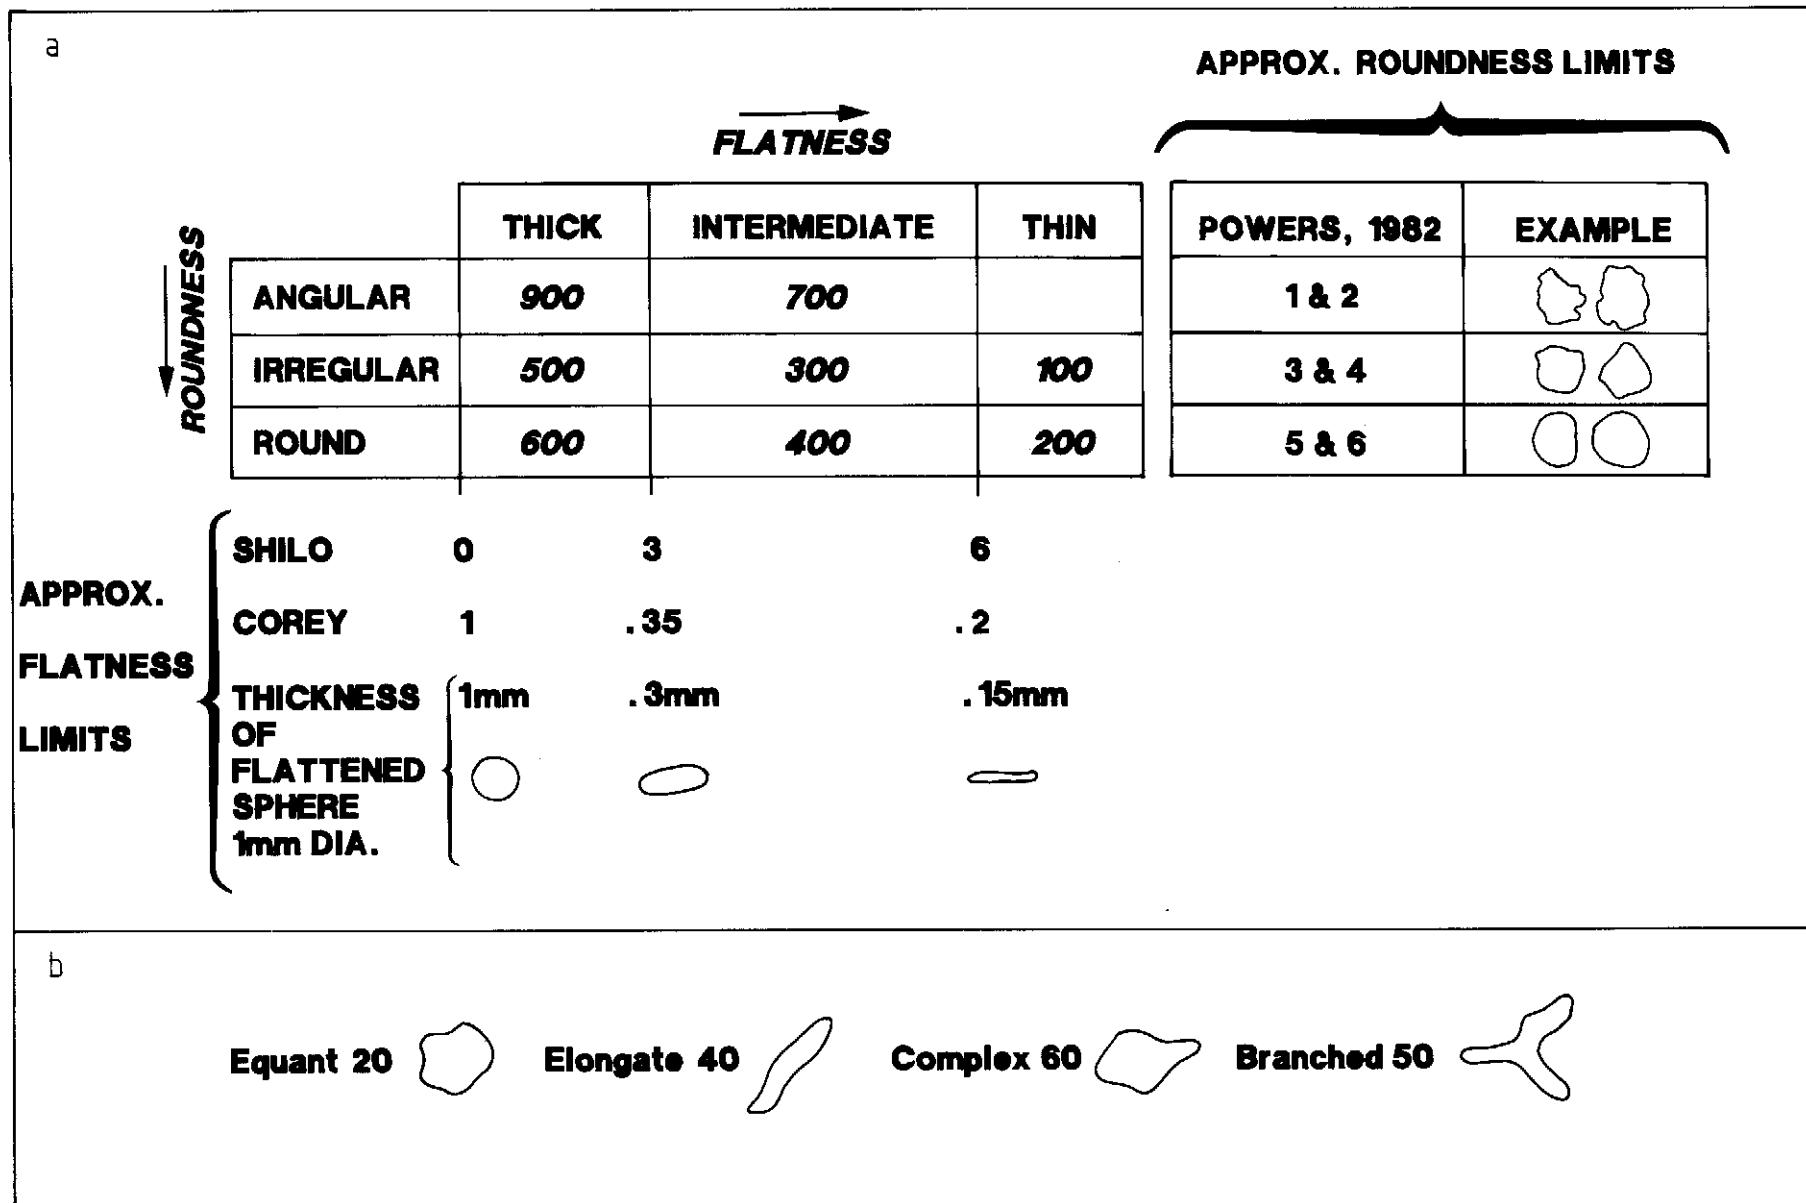 a
APPROX. ROUNDNESS LIMITS
FLATNESS
ROUNDNESS
THICK INTERMEDIATE THIN POWERS, 1982 EXAMPLE
ANGULAR 900 700 1 & 2
IRREGULAR 500 300 100 3 & 4
ROUND 600 400 200 5 & 6
APPROX.
FLATNESS
LIMITS
SHILO 0 3 6
COREY 1 .35 .2
THICKNESS 1mm .3mm .15mm
OF
FLATTENED
SPHERE
1mm DIA.
b
Equant 20 Elongate 40 Complex 60 Branched 50